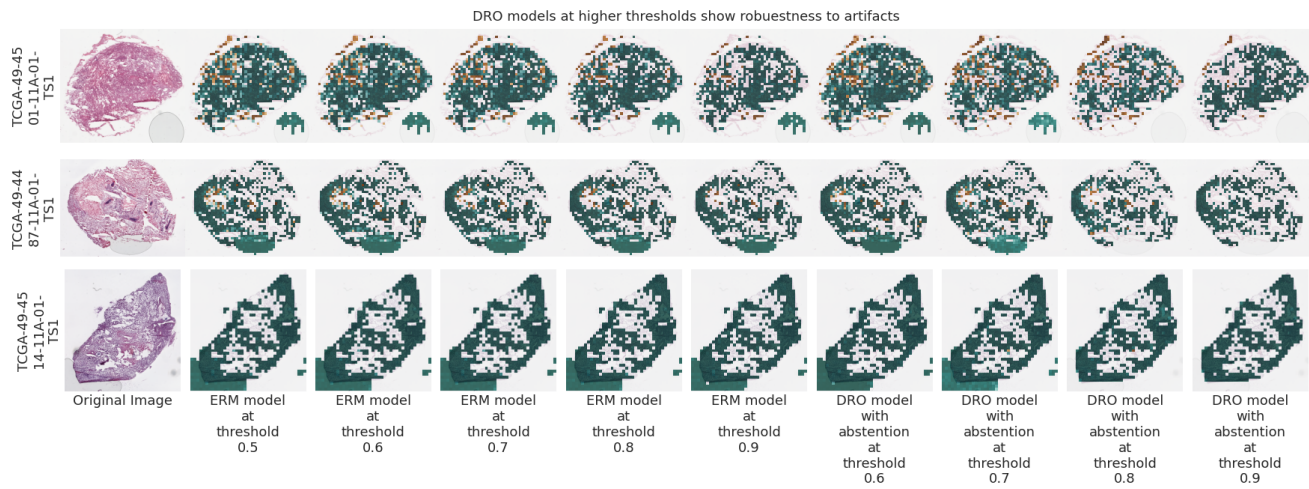 DRO models at higher thresholds show robuestness to artifacts
TCGA-49-45
01-11A-01-
TS1
TCGA-49-44
87-11A-01-
TS1
TCGA-49-45
14-11A-01-
TS1
Original Image
ERM model
at
threshold
0.5
ERM model
at
threshold
0.6
ERM model
at
threshold
0.7
ERM model
at
threshold
0.8
ERM model
at
threshold
0.9
DRO model
with
abstention
at
threshold
0.6
DRO model
with
abstention
at
threshold
0.7
DRO model
with
abstention
at
threshold
0.8
DRO model
with
abstention
at
threshold
0.9